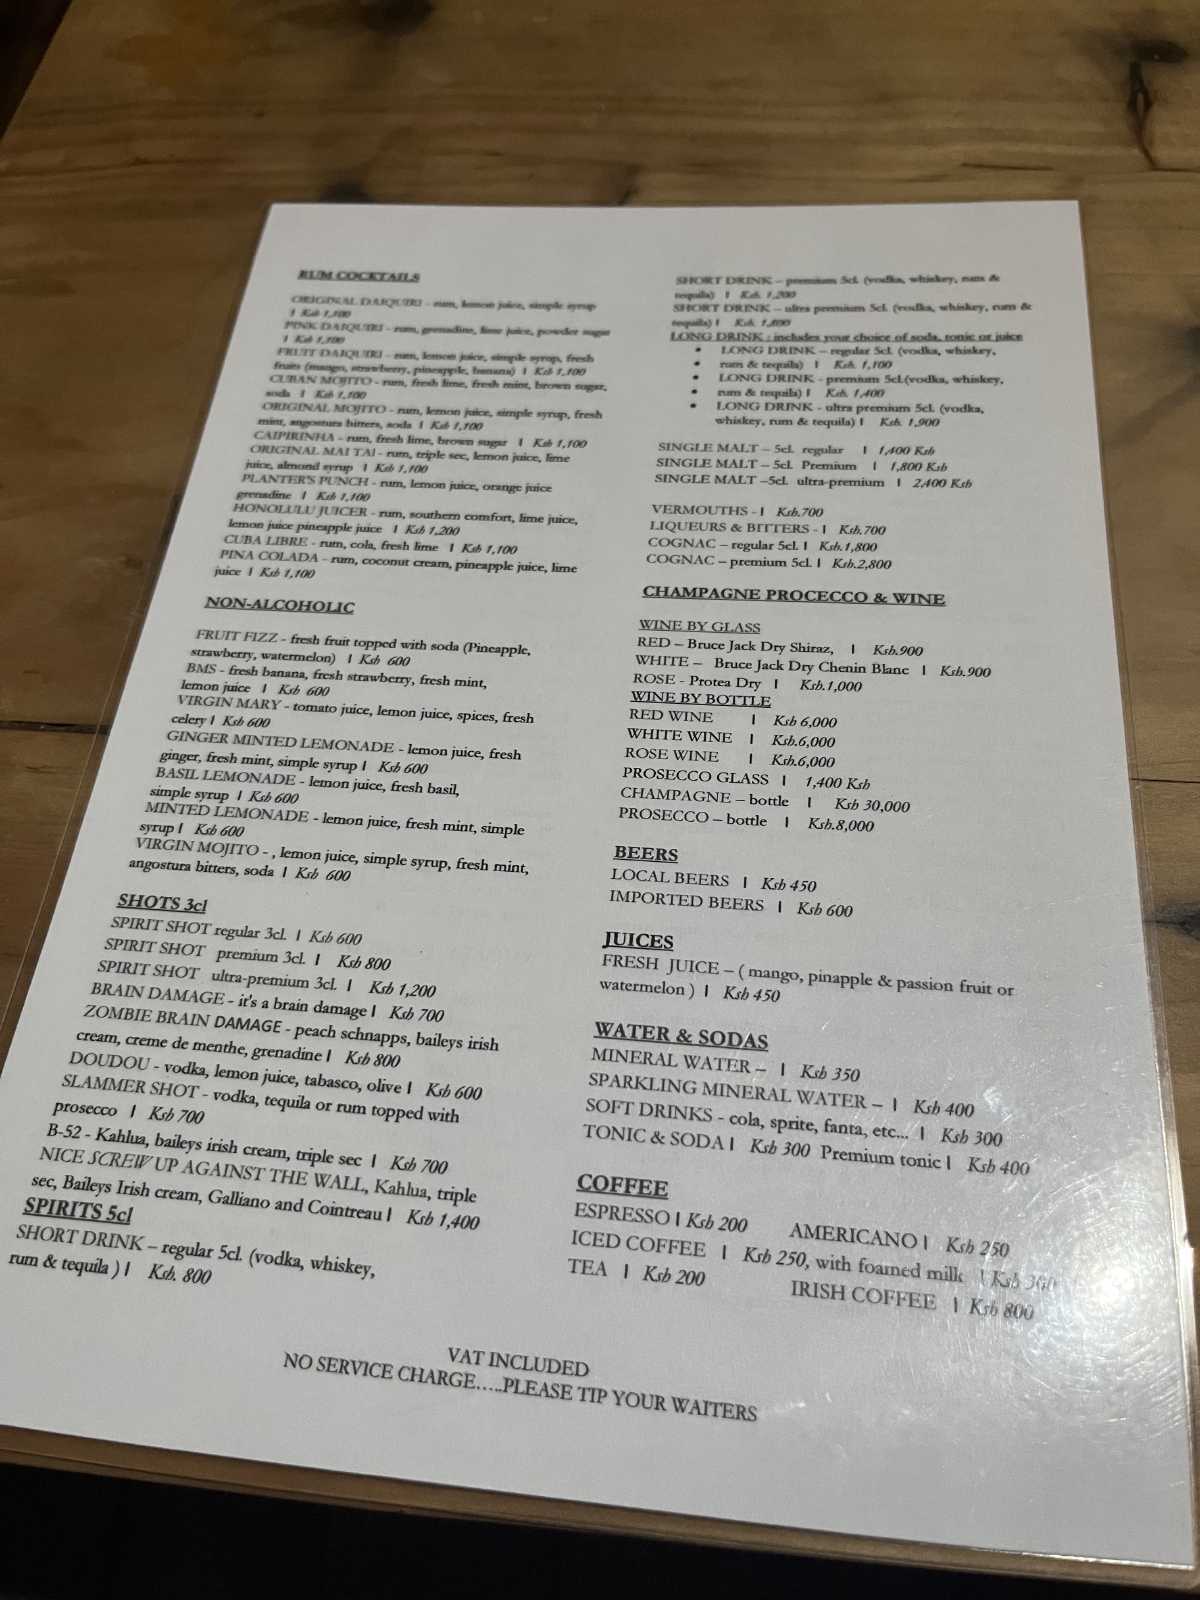 RUM COCKTAILS
ORIGINAL DAIQUIRI - rum, lemon juice, simple syrup
I Ksh 1,100
PINK DAIQUIRI - rum, grenadine, lime juice, powder sugar
I Ksh 1,100
FRUIT DAIQUIRI - rum, lemon juice, simple syrup, fresh
fruits (mango, strawberry, pineapple, banana) I Ksh 1,100
CUBAN MOJITO - rum, fresh lime, fresh mint, brown sugar,
soda I Ksh 1,100
ORIGINAL MOJITO - rum, lemon juice, simple syrup, fresh
mint, angostura bitters, soda I Ksh 1,100
CAIPIRINHA - rum, fresh lime, brown sugar I Ksh 1,100
ORIGINAL MAI TAI - rum, triple sec, lemon juice, lime
juice, almond syrup I Ksh 1,100
PLANTER'S PUNCH - rum, lemon juice, orange juice
grenadine I Ksh 1,100
HONOLULU JUICER - rum, southern comfort, lime juice,
lemon juice pineapple juice I Ksh 1,200
CUBA LIBRE - rum, cola, fresh lime I Ksh 1,100
PINA COLADA - rum, coconut cream, pineapple juice, lime
juice I Ksh 1,100
NON-ALCOHOLIC
FRUIT FIZZ - fresh fruit topped with soda (Pineapple,
strawberry, watermelon) I Ksh 600
BMS - fresh banana, fresh strawberry, fresh mint,
lemon juice I Ksh 600
VIRGIN MARY - tomato juice, lemon juice, spices, fresh
celery I Ksh 600
GINGER MINTED LEMONADE - lemon juice, fresh
ginger, fresh mint, simple syrup I Ksh 600
BASIL LEMONADE - lemon juice, fresh basil,
simple syrup I Ksh 600
MINTED LEMONADE - lemon juice, fresh mint, simple
syrup I Ksh 600
VIRGIN MOJITO - , lemon juice, simple syrup, fresh mint,
angostura bitters, soda I Ksh 600
SHOTS 3cl
SPIRIT SHOT regular 3cl. I Ksh 600
SPIRIT SHOT premium 3cl. I Ksh 800
SPIRIT SHOT ultra-premium 3cl. I Ksh 1,200
BRAIN DAMAGE - it's a brain damage I Ksh 700
ZOMBIE BRAIN DAMAGE - peach schnapps, baileys irish
cream, creme de menthe, grenadine I Ksh 800
DOUDOU - vodka, lemon juice, tabasco, olive I Ksh 600
SLAMMER SHOT - vodka, tequila or rum topped with
prosecco I Ksh 700
B-52 - Kahlua, baileys irish cream, triple sec I Ksh 700
NICE SCREW UP AGAINST THE WALL, Kahlua, triple
sec, Baileys Irish cream, Galliano and Cointreau I Ksh 1,400
SPIRITS 5cl
SHORT DRINK – regular 5cl. (vodka, whiskey,
rum & tequila ) I Ksh. 800
SHORT DRINK – premium 5cl. (vodka, whiskey, rum &
tequila) I Ksh. 1,200
SHORT DRINK – ultra premium 5cl. (vodka, whiskey, rum &
tequila) I Ksh. 1,800
LONG DRINK : includes your choice of soda, tonic or juice
• LONG DRINK – regular 5cl. (vodka, whiskey,
• rum & tequila) I Ksh. 1,100
• LONG DRINK - premium 5cl.(vodka, whiskey,
• rum & tequila) I Ksh. 1,400
• LONG DRINK - ultra premium 5cl. (vodka,
whiskey, rum & tequila) I Ksh. 1,900
SINGLE MALT – 5cl. regular I 1,400 Ksh
SINGLE MALT – 5cl. Premium I 1,800 Ksh
SINGLE MALT –5cl. ultra-premium I 2,400 Ksh
VERMOUTHS - I Ksh.700
LIQUEURS & BITTERS - I Ksh.700
COGNAC – regular 5cl. I Ksh.1,800
COGNAC – premium 5cl. I Ksh.2,800
CHAMPAGNE PROCECCO & WINE
WINE BY GLASS
RED – Bruce Jack Dry Shiraz, I Ksh.900
WHITE – Bruce Jack Dry Chenin Blanc I Ksh.900
ROSE - Protea Dry I Ksh.1,000
WINE BY BOTTLE
RED WINE I Ksh 6,000
WHITE WINE I Ksh.6,000
ROSE WINE I Ksh.6,000
PROSECCO GLASS I 1,400 Ksh
CHAMPAGNE – bottle I Ksh 30,000
PROSECCO – bottle I Ksh.8,000
BEERS
LOCAL BEERS I Ksh 450
IMPORTED BEERS I Ksh 600
JUICES
FRESH JUICE – ( mango, pinapple & passion fruit or
watermelon ) I Ksh 450
WATER & SODAS
MINERAL WATER – I Ksh 350
SPARKLING MINERAL WATER – I Ksh 400
SOFT DRINKS - cola, sprite, fanta, etc... I Ksh 300
TONIC & SODA I Ksh 300 Premium tonic I Ksh 400
COFFEE
ESPRESSO I Ksh 200 AMERICANO I Ksh 250
ICED COFFEE I Ksh 250, with foamed milk I Ksh 300
TEA I Ksh 200 IRISH COFFEE I Ksh 800
VAT INCLUDED
NO SERVICE CHARGE.....PLEASE TIP YOUR WAITERS